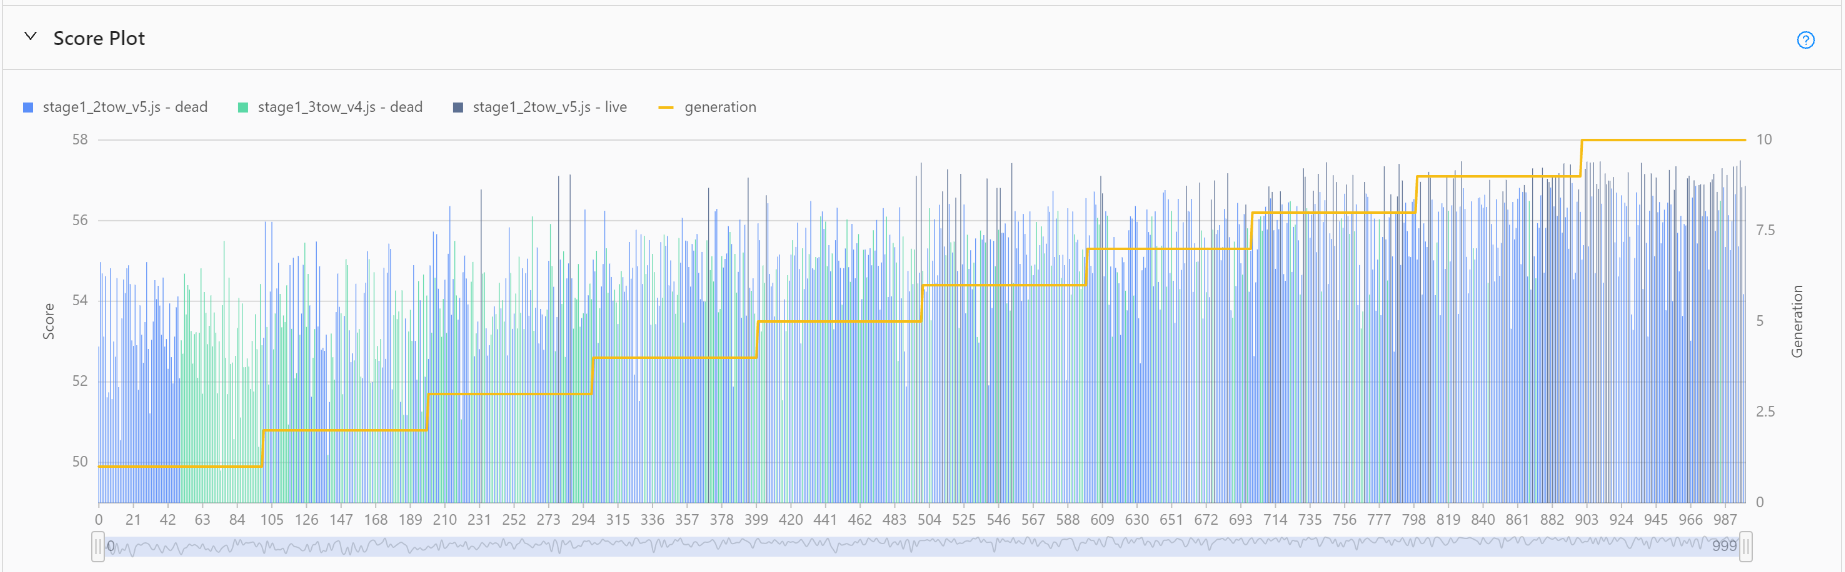 Score Plot
stage1_2tow_v5.js - dead stage1_3tow_v4.js - dead stage1_2tow_v5.js - live generation
58 10
56 7.5
54
Score 5 Generation
52
2.5
50
0
0 21 42 63 84 105 126 147 168 189 210 231 252 273 294 315 336 357 378 399 420 441 462 483 504 525 546 567 588 609 630 651 672 693 714 735 756 777 798 819 840 861 882 903 924 945 966 987
0 999